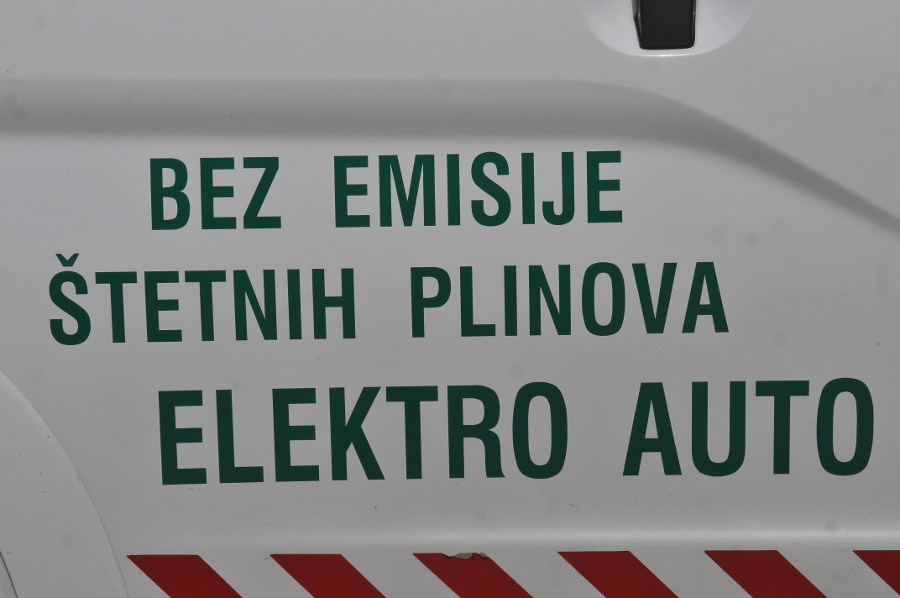 BEZ EMISIJE
ŠTETNIH PLINOVA
ELEKTRO AUTO